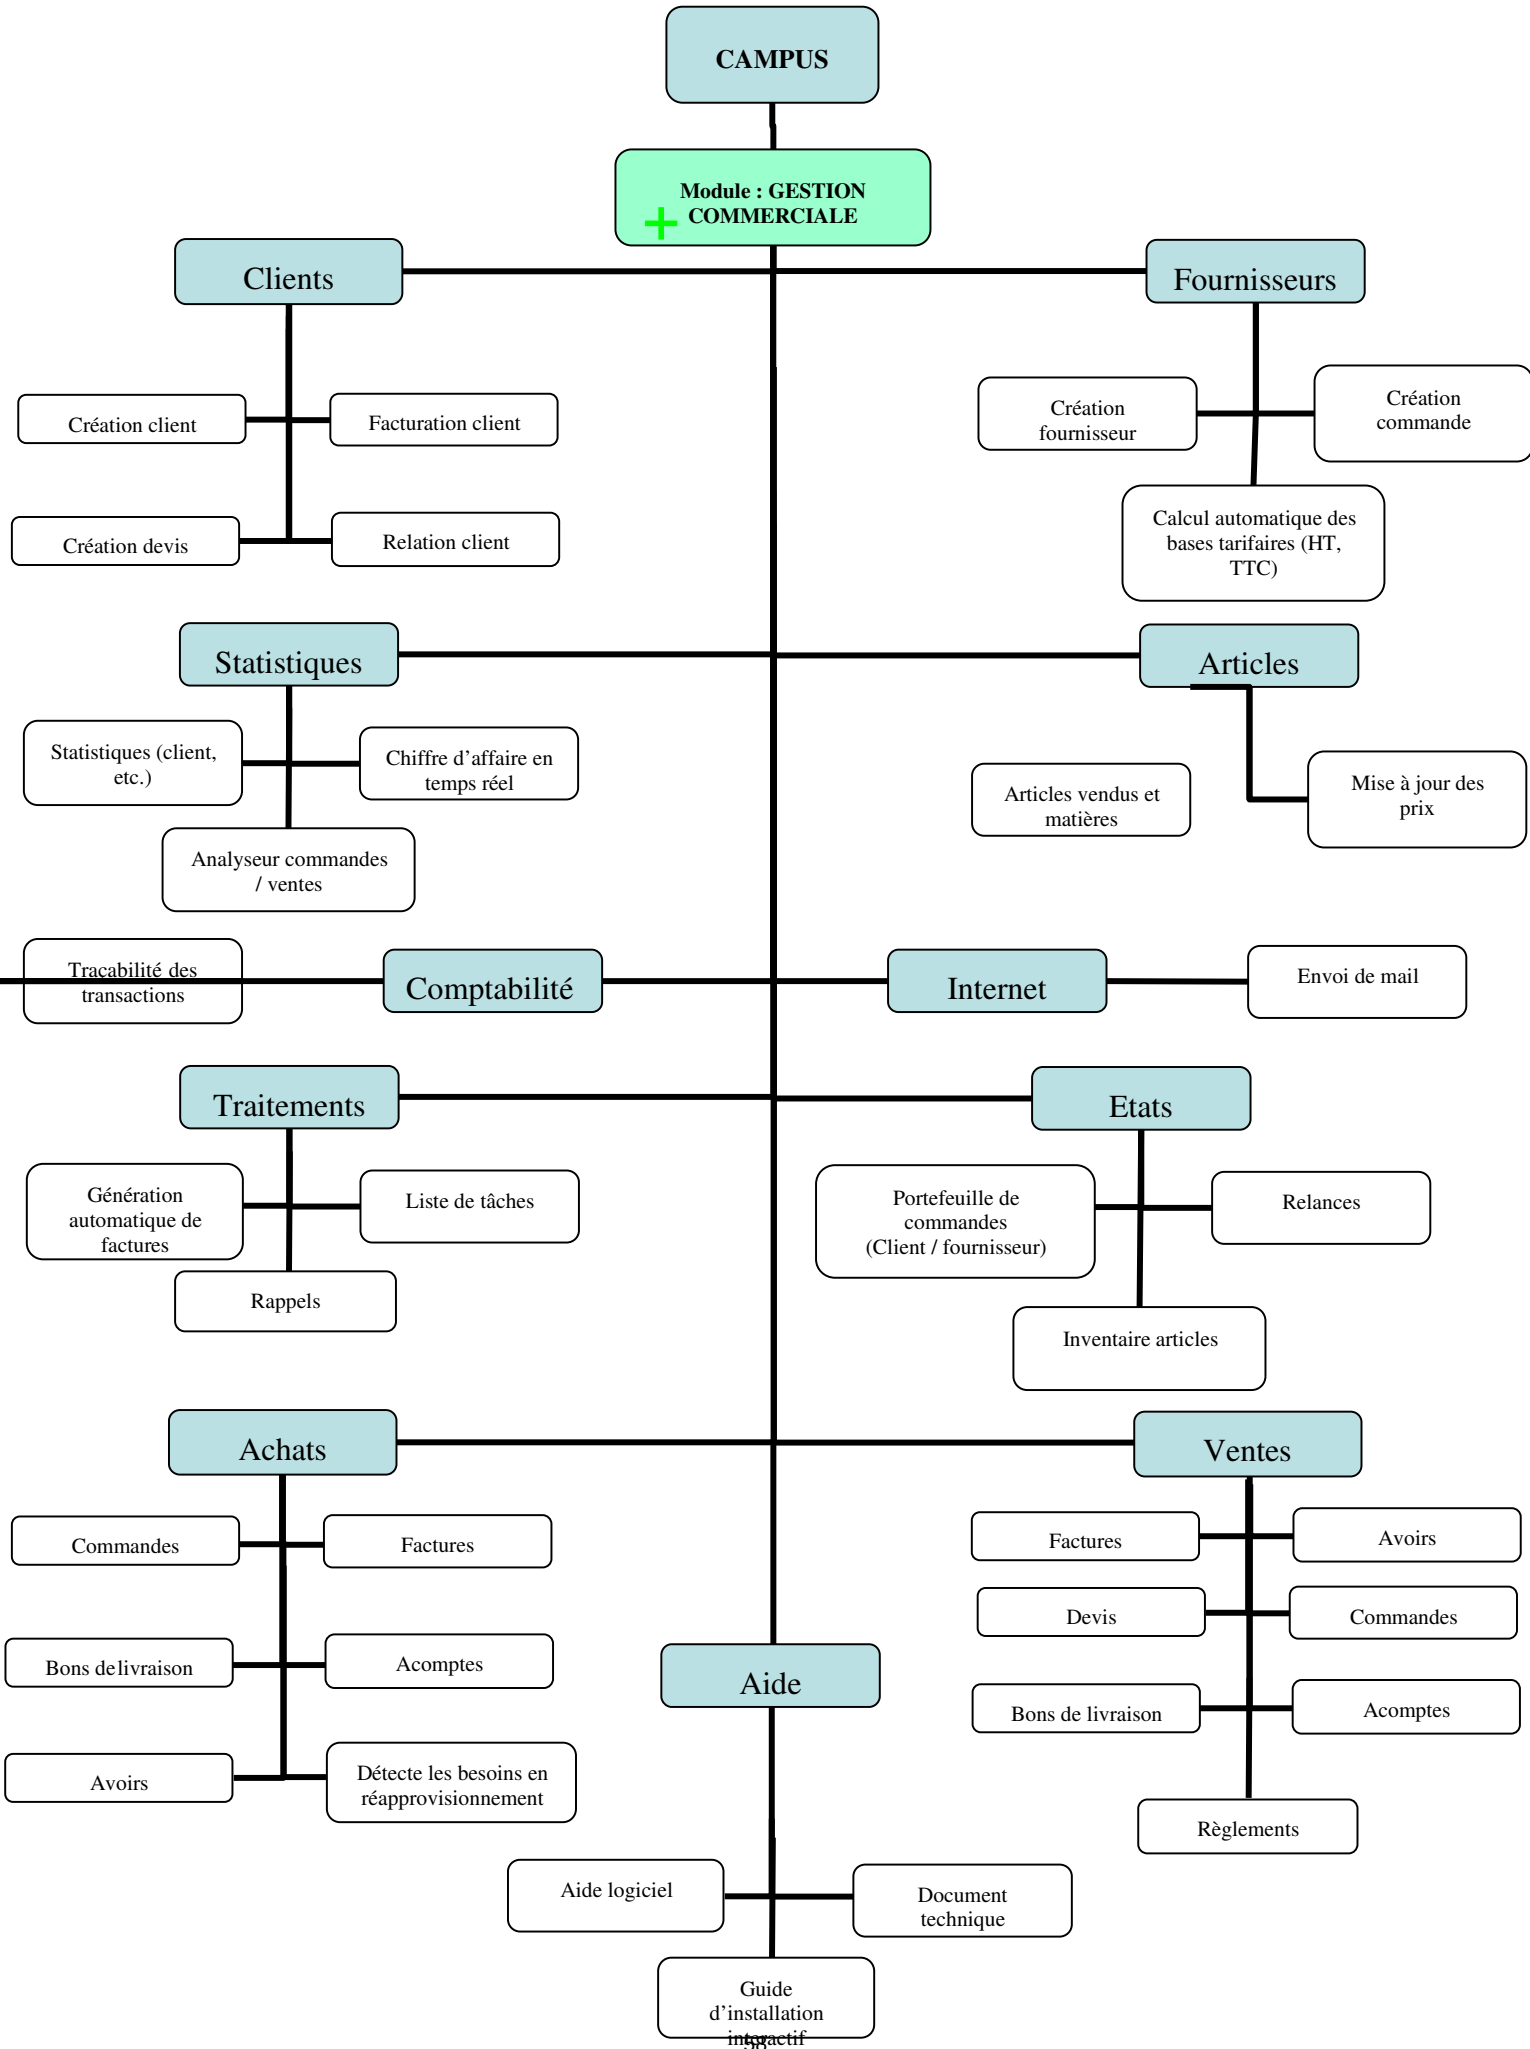 CAMPUS
Module : GESTION
COMMERCIALE
Clients
Fournisseurs
Création client
Facturation client
Création
fournisseur
Création
commande
Création devis
Relation client
Calcul automatique des
bases tarifaires (HT,
TTC)
Statistiques
Articles
Statistiques (client,
etc.)
Chiffre d’affaire en
temps réel
Articles vendus et
matières
Mise à jour des
prix
Analyseur commandes
/ ventes
Traçabilité des
transactions
Comptabilité
Internet
Envoi de mail
Traitements
Etats
Génération
automatique de
factures
Liste de tâches
Portefeuille de
commandes
(Client / fournisseur)
Relances
Rappels
Inventaire articles
Achats
Ventes
Commandes
Factures
Factures
Avoirs
Devis
Commandes
Bons de livraison
Acomptes
Aide
Bons de livraison
Acomptes
Avoirs
Détecte les besoins en
réapprovisionnement
Règlements
Aide logiciel
Document
technique
Guide
d’installation
interactif
58